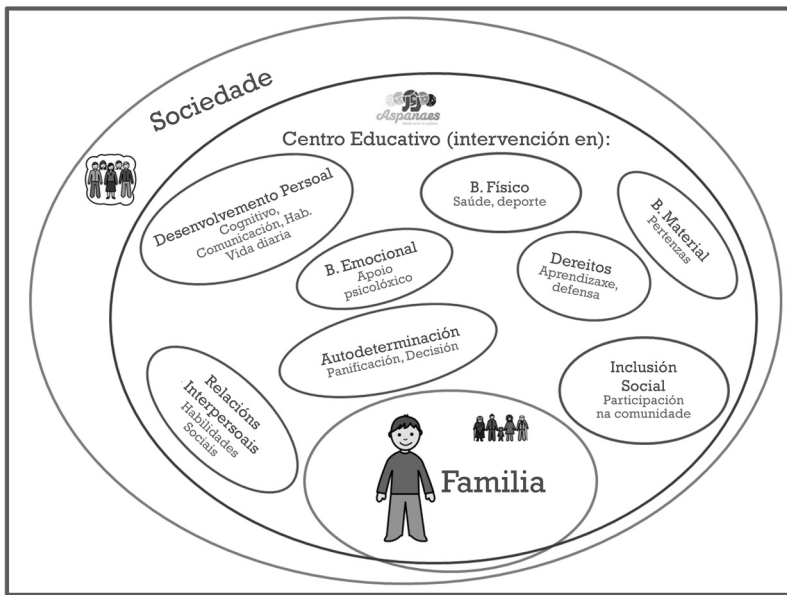 Sociedade
Aspanaes
Centro Educativo (intervención en):
Desenvolvemento Persoal
Cognitivo,
Comunicación, Hab.
Vida diaria
B. Físico
Saúde, deporte
B. Material
Pertenzas
B. Emocional
Apoio
psicolóxico
Dereitos
Aprendizaxe,
defensa
Autodeterminación
Panificación, Decisión
Relacións
Interpersoais
Habilidades
Sociais
Inclusión
Social
Participación
na comunidade
Familia